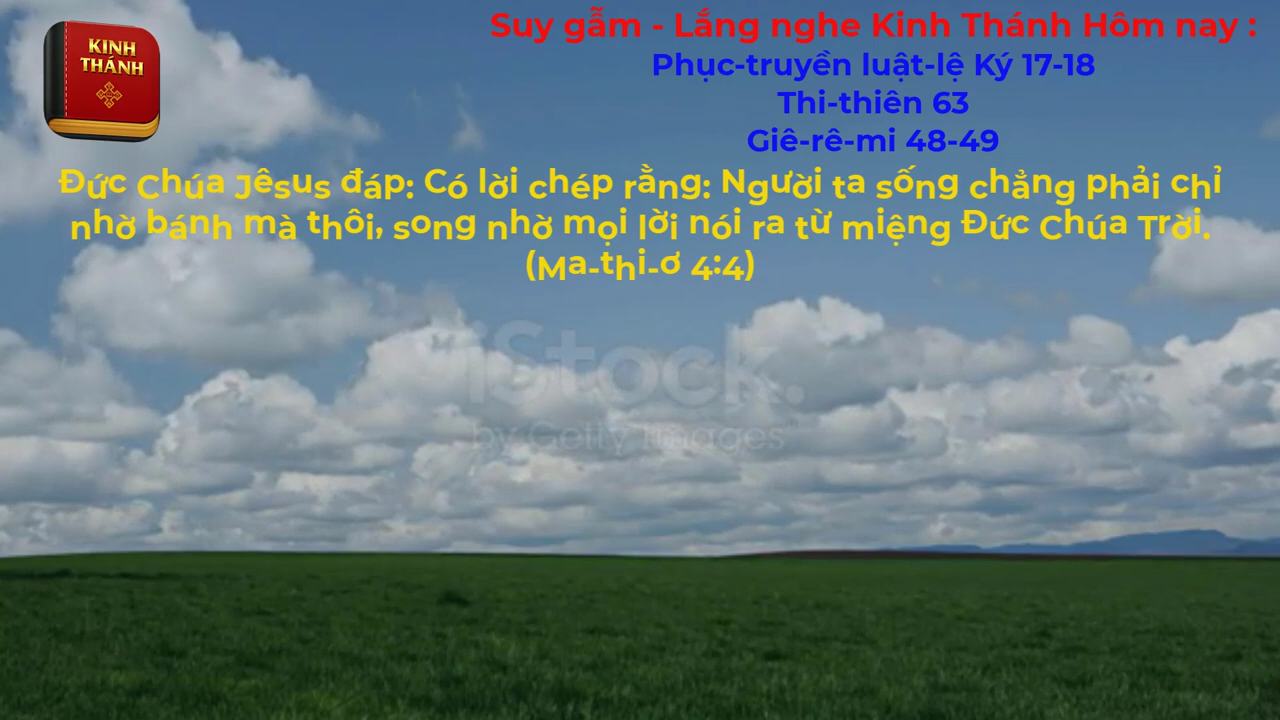 KINH
THÁNH
Suy gẫm - Lắng nghe Kinh Thánh Hôm nay :
Phục-truyền luật-lệ Ký 17-18
Thi-thiên 63
Giê-rê-mi 48-49
Đức Chúa Jêsus đáp: Có lời chép rằng: Người ta sống chẳng phải chỉ
nhờ bánh mà thôi, song nhờ mọi lời nói ra từ miệng Đức Chúa Trời.
(Ma-thi-ơ 4:4)
iStock.
by Getty Images